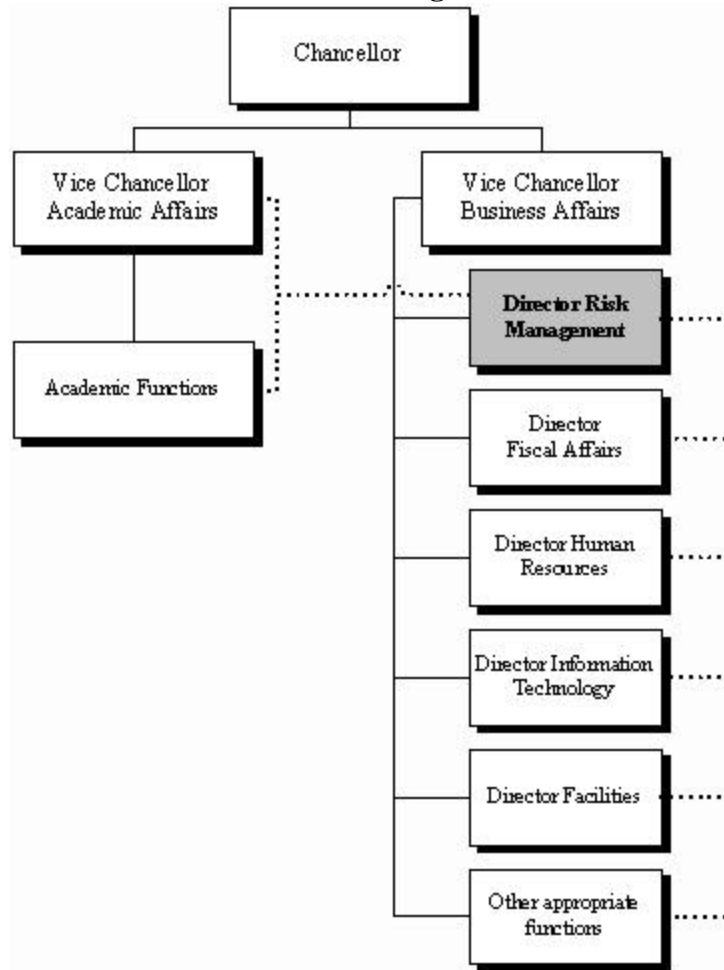 Chancellor
Vice Chancellor
Academic Affairs
Vice Chancellor
Business Affairs
Director Risk
Management
Academic Functions
Director
Fiscal Affairs
Director Human
Resources
Director Information
Technology
Director Facilities
Other appropriate
functions